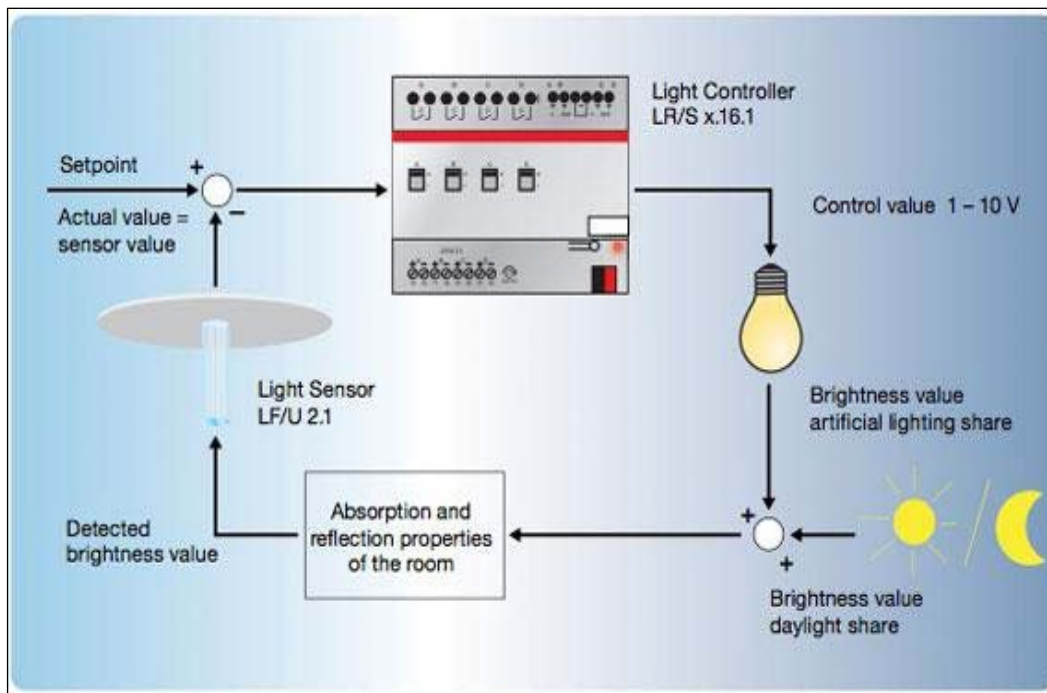 Light Controller
LR/S x.16.1
Setpoint
+
Actual value =
sensor value
–
Control value 1 – 10 V
Light Sensor
LF/U 2.1
Brightness value
artificial lighting share
Detected
brightness value
Absorption and
reflection properties
of the room
+
+
Brightness value
daylight share